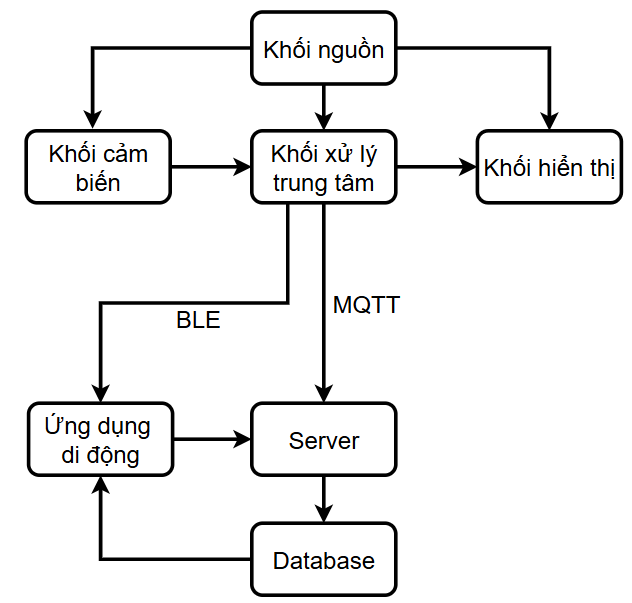 Khối nguồn
Khối cảm
biến
Khối xử lý
trung tâm
Khối hiển thị
BLE
MQTT
Ứng dụng
di động
Server
Database